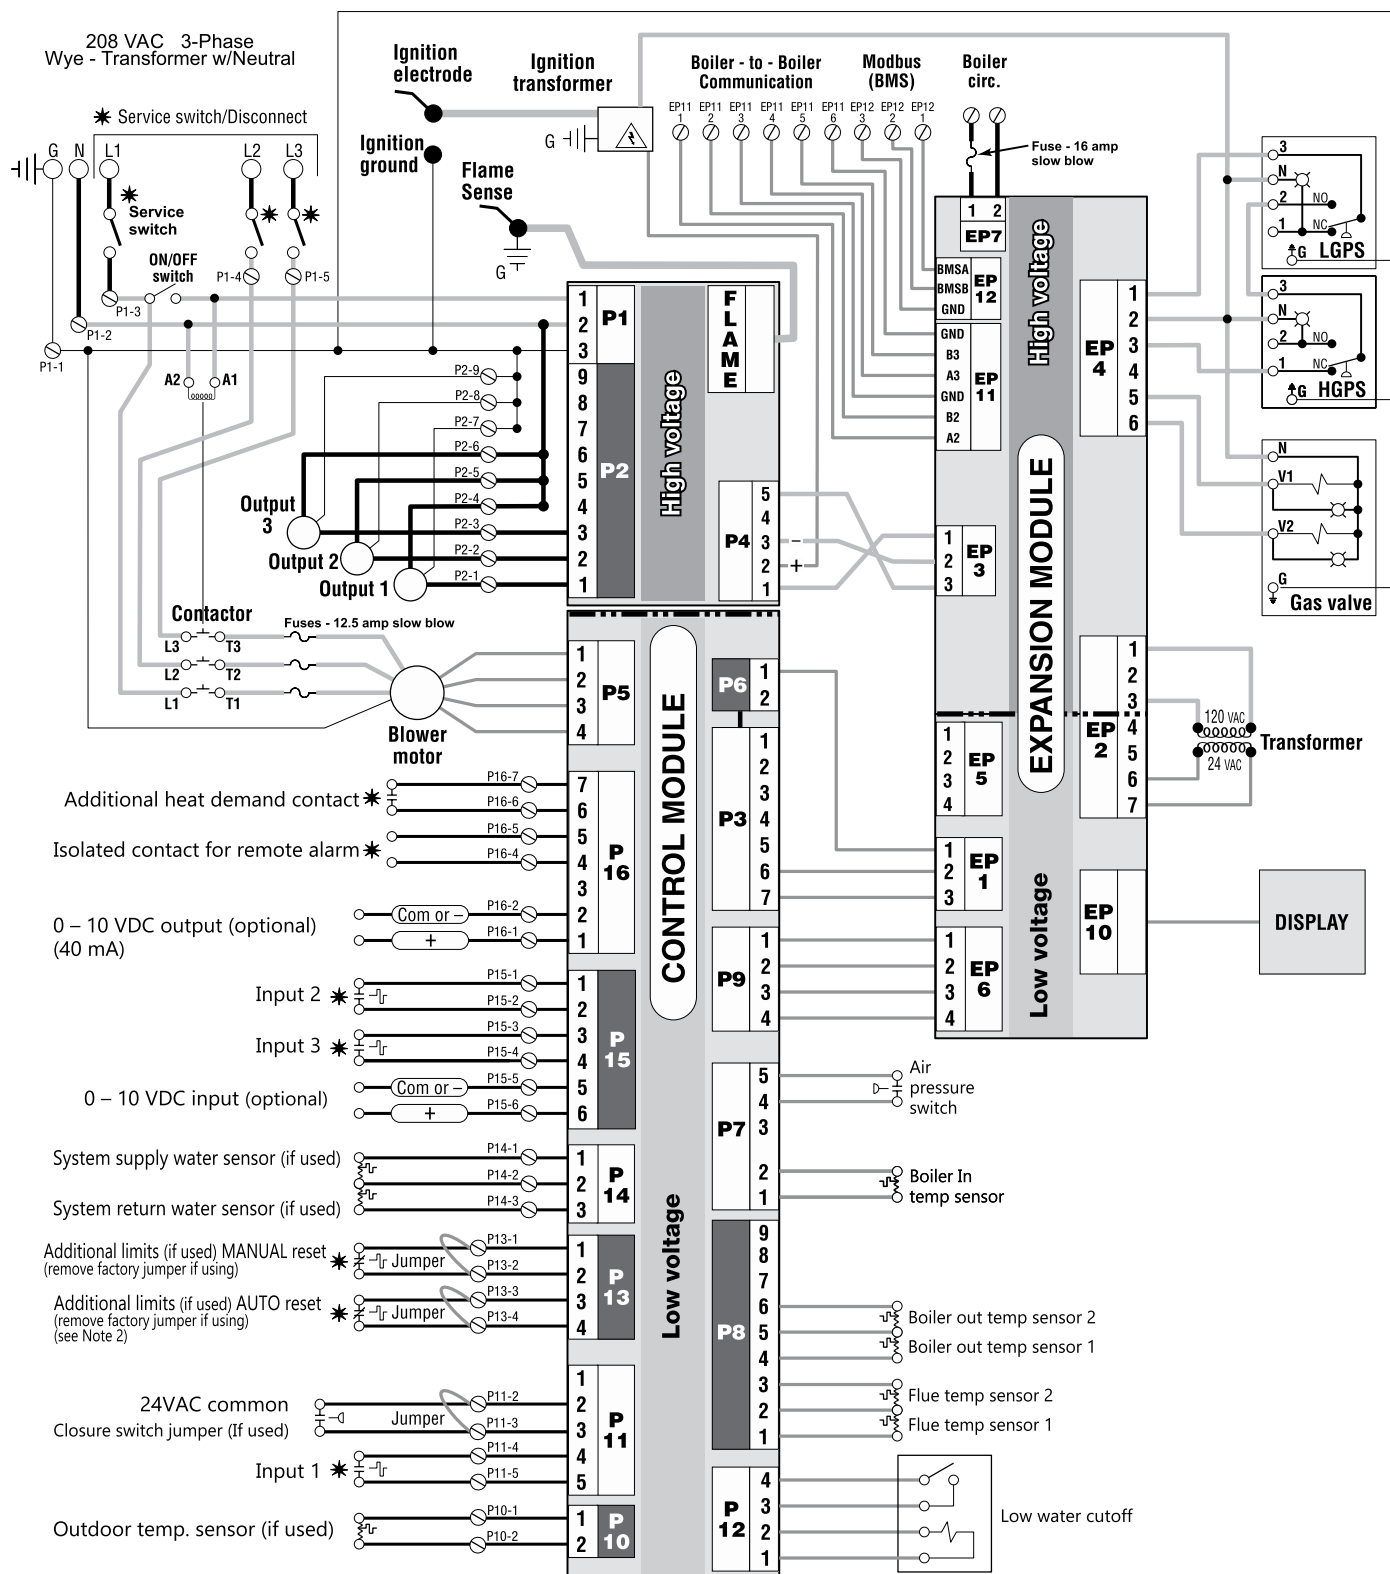 208 VAC 3-Phase
Wye - Transformer w/Neutral
Service switch/Disconnect
G N L1 L2 L3
Service
switch
ON/OFF
switch
P1-4
P1-5
P1-3
P1-2
P1-1
A2
A1
Ignition
electrode
Ignition
ground
Flame
Sense
G
Ignition
transformer
G
Boiler - to - Boiler
Communication
Modbus
(BMS)
Boiler
circ.
EP11 EP11 EP11 EP11 EP11 EP11 EP12 EP12 EP12
1 2 3 4 5 6 3 2 1
Fuse - 16 amp
slow blow
3
N
2 NO
1 NC
G LGPS
3
N
2 NO
1 NC
G HGPS
N
V1
V2
G
Gas valve
1
2
3
P1
FLAME
High voltage
9
8
7
6
5
4
3
2
1
P2
P2-9
P2-8
P2-7
P2-6
P2-5
P2-4
P2-3
P2-2
P2-1
Output
3
Output 2
Output 1
P4
5
4
3
2
1
–
+
1 2
EP7
High voltage
BMSA
BMSB
GND
EP
12
GND
B3
A3
GND
B2
A2
EP
11
1
2
3
EP
3
EP
4
1
2
3
4
5
6
EXPANSION MODULE
Contactor
L3 T3
L2 T2
L1 T1
Fuses - 12.5 amp slow blow
Blower
motor
1
2
3
4
P5
CONTROL MODULE
P6
1
2
P3
1
2
3
4
5
6
7
1
2
3
4
EP
5
EP
2
1
2
3
4
5
6
7
120 VAC
24 VAC
Transformer
1
2
3
EP
1
Low voltage
EP
10
DISPLAY
P9
1
2
3
4
1
2
3
4
EP
6
Additional heat demand contact
P16-7
P16-6
Isolated contact for remote alarm
P16-5
P16-4
0 – 10 VDC output (optional)
(40 mA)
Com or –
P16-2
+
P16-1
7
6
5
4
3
2
1
P
16
Input 2
P15-1
P15-2
Input 3
P15-3
P15-4
0 – 10 VDC input (optional)
Com or –
P15-5
+
P15-6
1
2
3
4
5
6
P
15
System supply water sensor (if used)
P14-1
P14-2
System return water sensor (if used)
P14-3
1
2
3
P
14
Additional limits (if used) MANUAL reset
(remove factory jumper if using)
Jumper
P13-1
P13-2
Additional limits (if used) AUTO reset
(remove factory jumper if using)
(see Note 2)
Jumper
P13-3
P13-4
1
2
3
4
P
13
Low voltage
24VAC common
Closure switch jumper (If used)
Jumper
P11-2
P11-3
Input 1
P11-4
P11-5
1
2
3
4
5
P
11
Outdoor temp. sensor (if used)
P10-1
P10-2
1
2
P
10
P7
5
4
3
2
1
Air
pressure
switch
Boiler In
temp sensor
P8
9
8
7
6
5
4
3
2
1
Boiler out temp sensor 2
Boiler out temp sensor 1
Flue temp sensor 2
Flue temp sensor 1
P
12
4
3
2
1
Low water cutoff